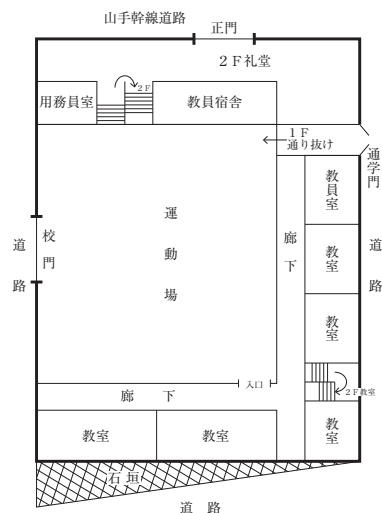 山手幹線道路
正門
2F礼堂
2F
用務員室
教員宿舎
1F
通り抜け
通学門
教員室
運動場
廊下
校門
道路
教室
道路
教室
入口
2F教室
廊下
教室
教室
教室
石垣
道路